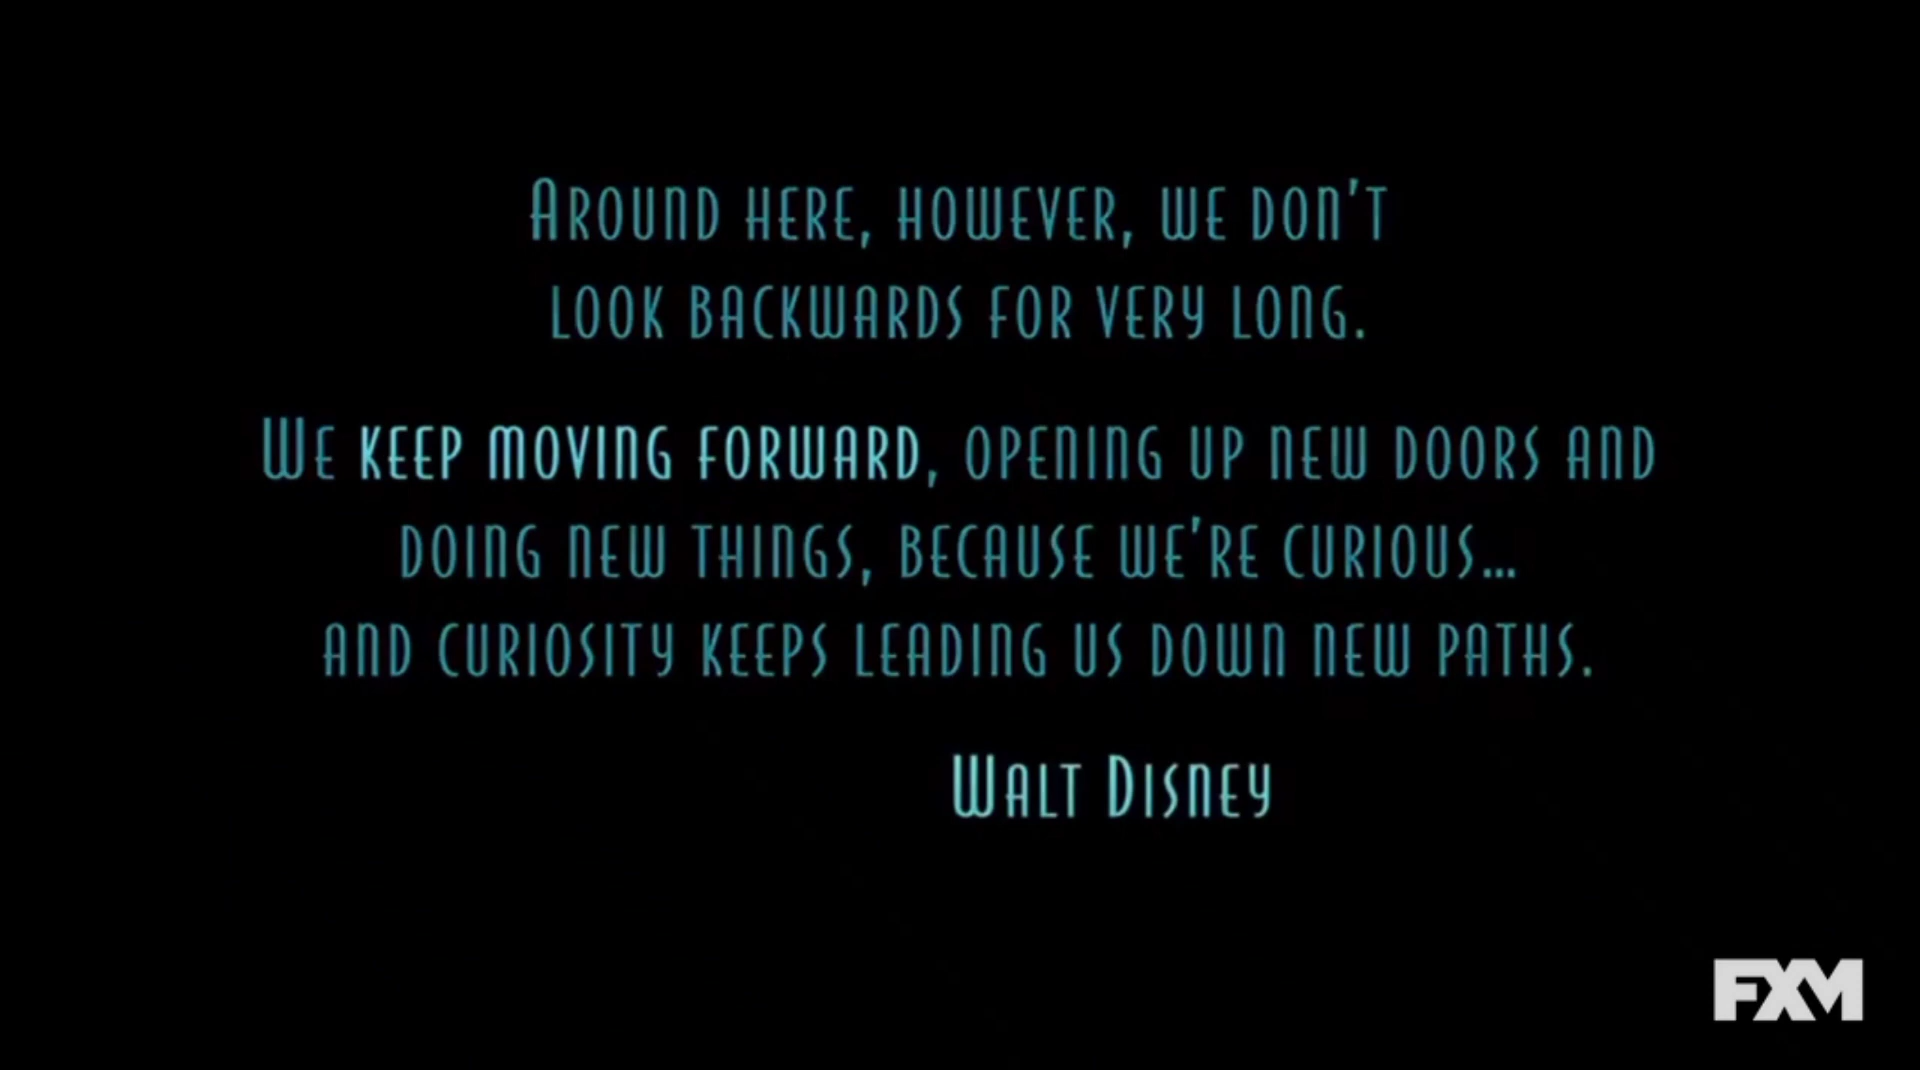 Around here, however, we don't
look backwards for very long.
We keep moving forward, opening up new doors and
doing new things, because we're curious...
and curiosity keeps leading us down new paths.
Walt Disney
FXM